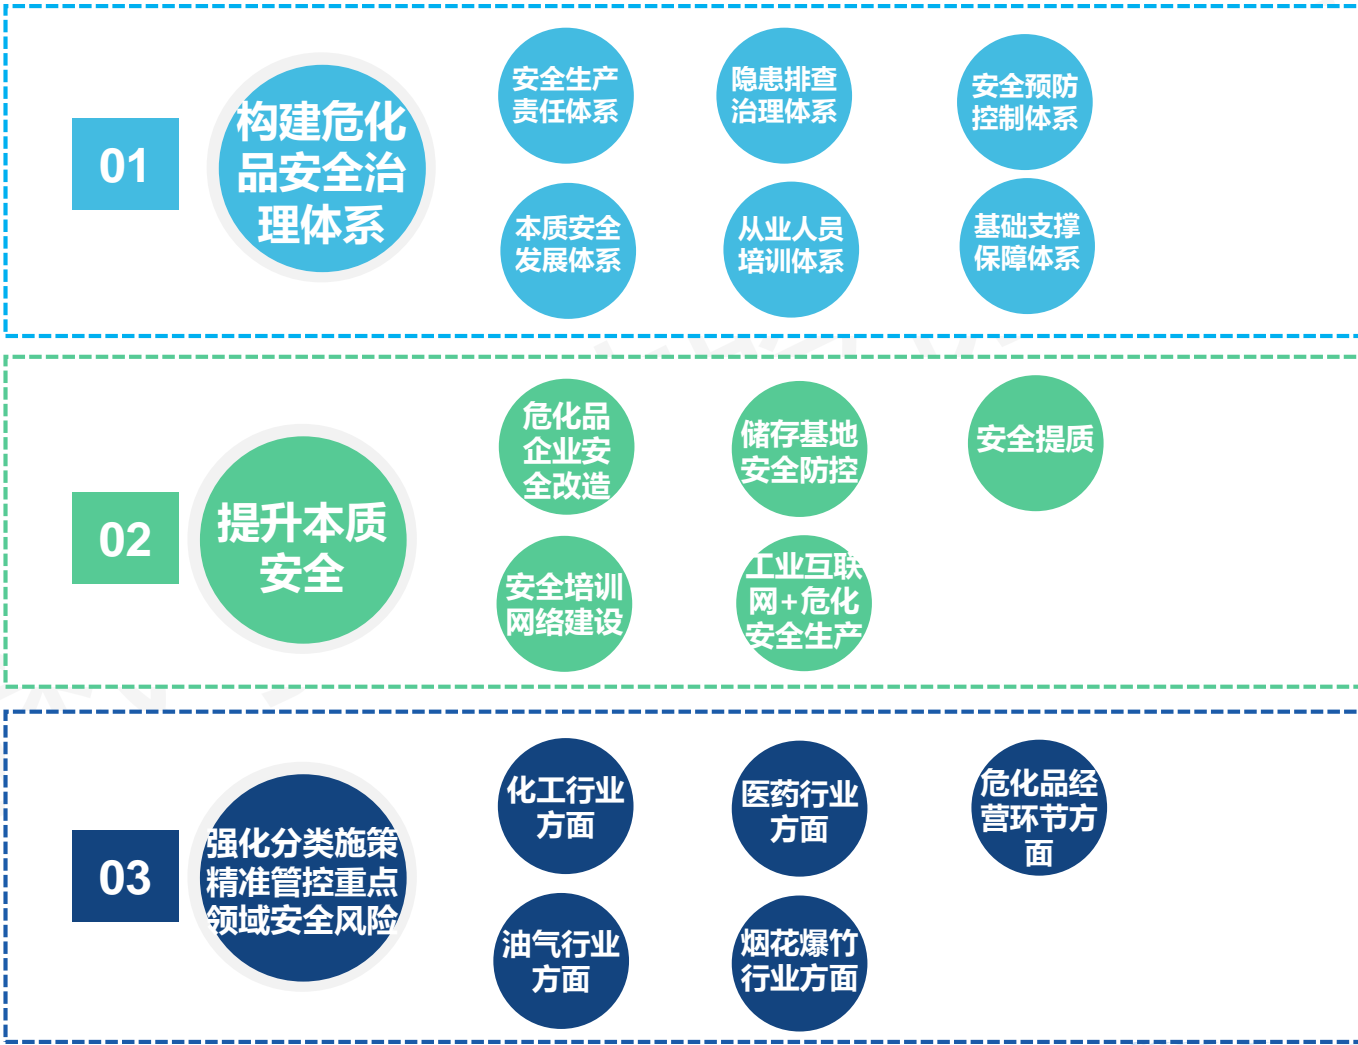 01
构建危化
品安全治
理体系
安全生产
责任体系
隐患排查
治理体系
安全预防
控制体系
本质安全
发展体系
从业人员
培训体系
基础支撑
保障体系
02
提升本质
安全
危化品
企业安
全改造
储存基地
安全防控
安全提质
安全培训
网络建设
工业互联
网+危化
安全生产
03
强化分类施策
精准管控重点
领域安全风险
化工行业
方面
医药行业
方面
危化品经
营环节方
面
油气行业
方面
烟花爆竹
行业方面